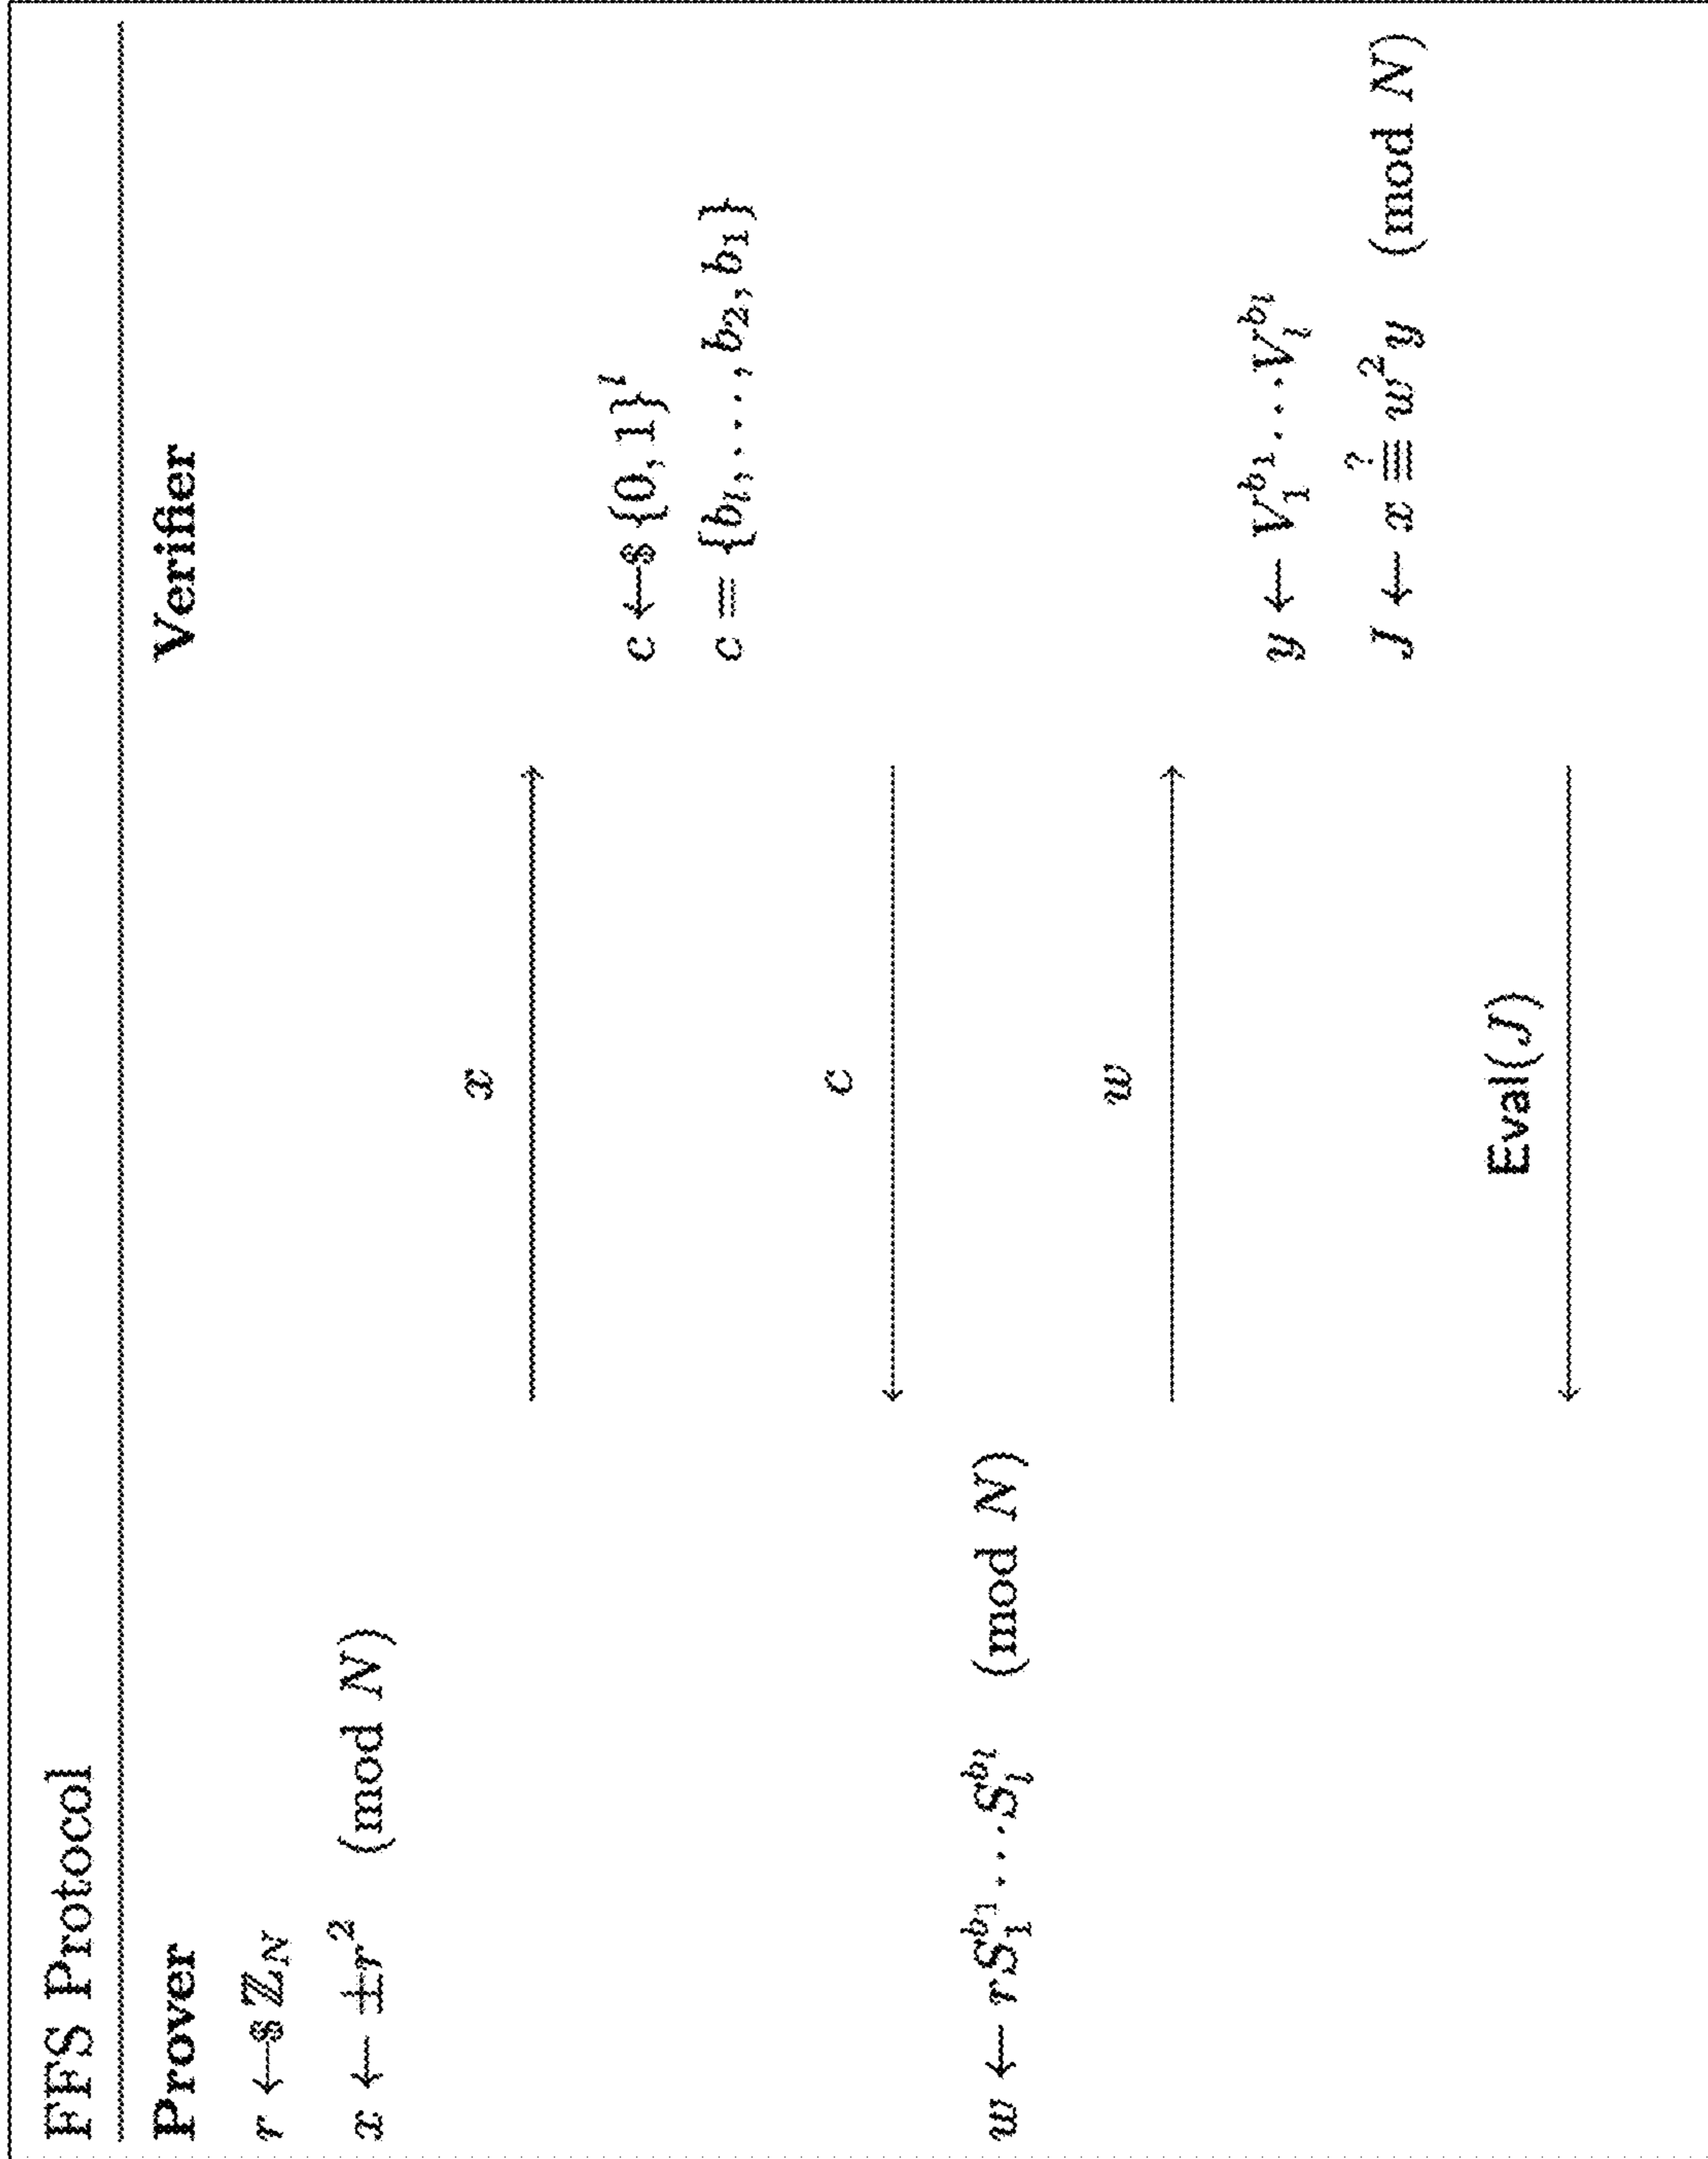 FFS Protocol
Prover Verifier
r ←$ ℤ_N
x ← ±r² (mod N)
x
c ←$ {0, 1}^l
c = {b_l, . . . , b_2, b_1}
c
w ← rS_1^{b_1} . . . S_l^{b_l} (mod N)
w
y ← V_1^{b_1} . . . V_l^{b_l}
J ← x ≟ w²y (mod N)
Eval(J)